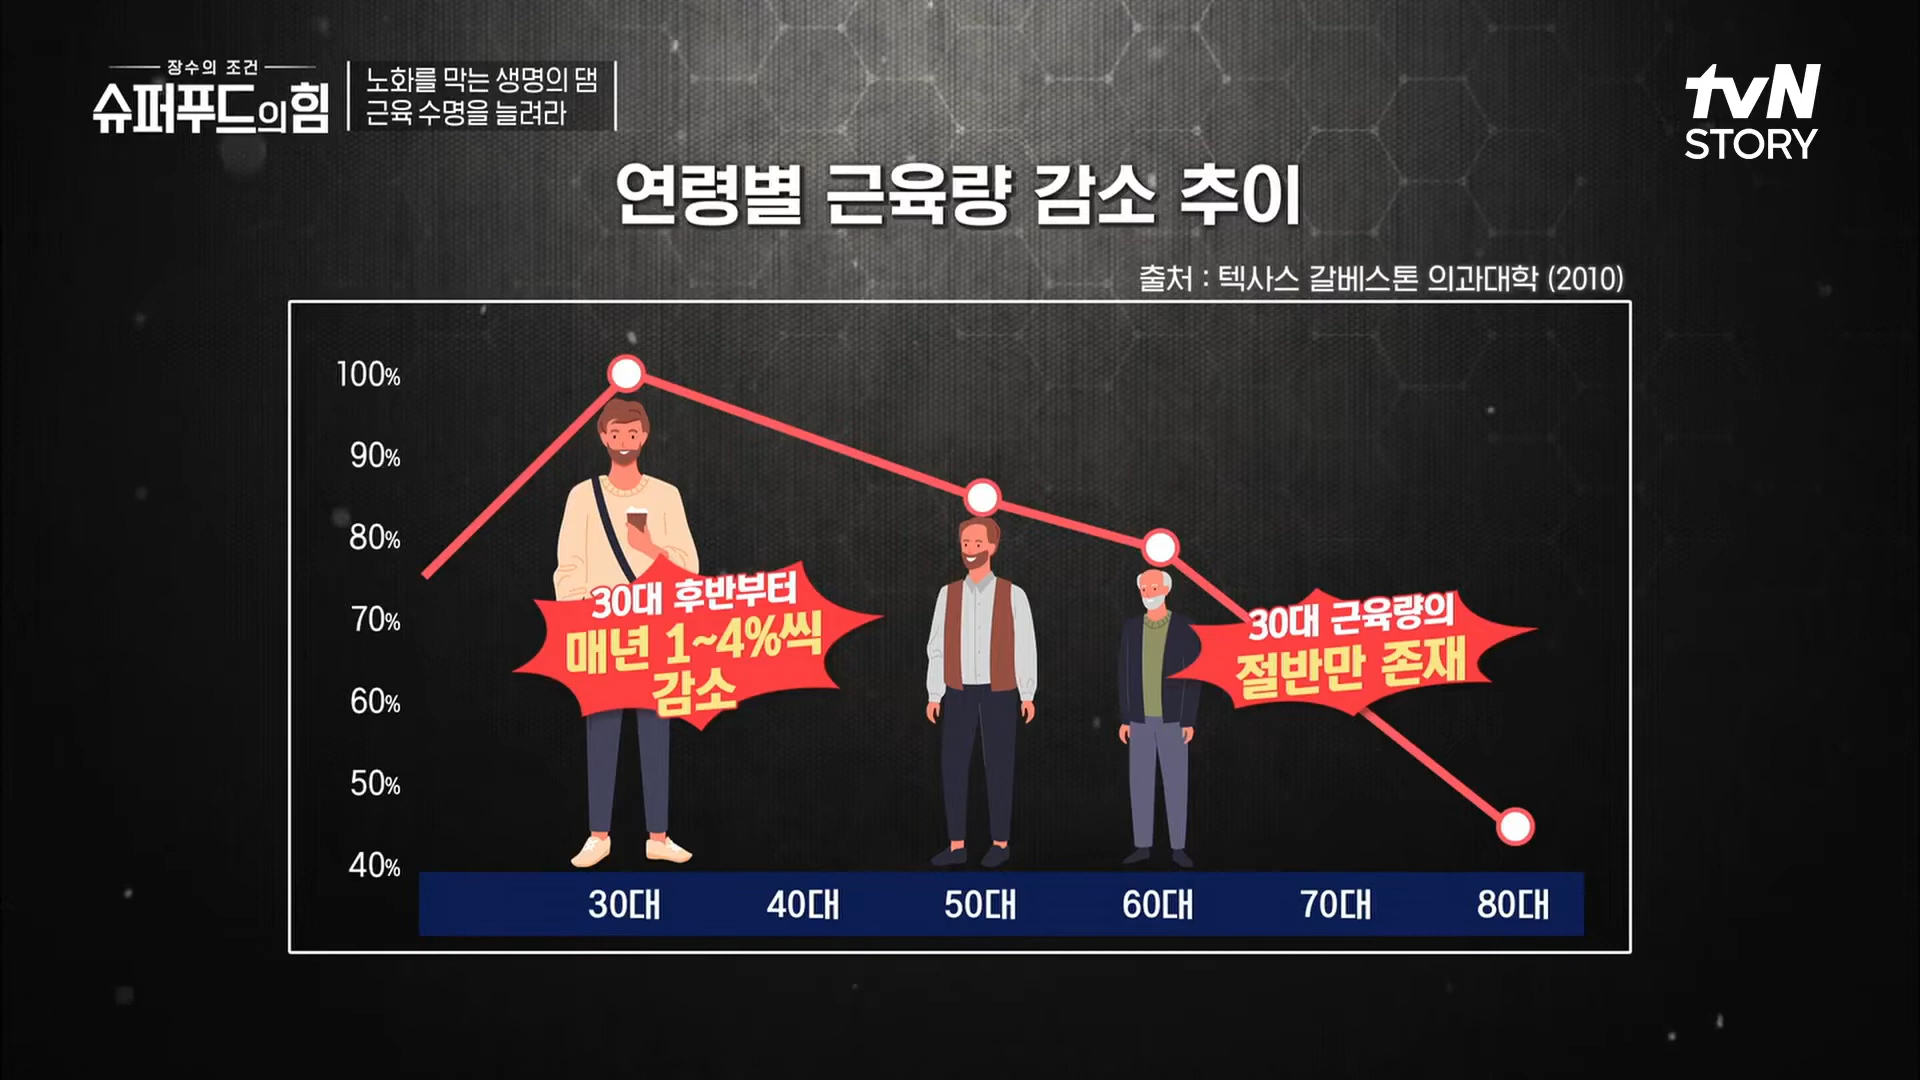 장수의 조건
슈퍼푸드의 힘
노화를 막는 생명의 댐
근육 수명을 늘려라
tvN
STORY
연령별 근육량 감소 추이
출처 : 텍사스 갈베스톤 의과대학 (2010)
100%
90%
80%
70%
60%
50%
40%
30대 후반부터
매년 1~4%씩
감소
30대 근육량의
절반만 존재
30대 40대 50대 60대 70대 80대